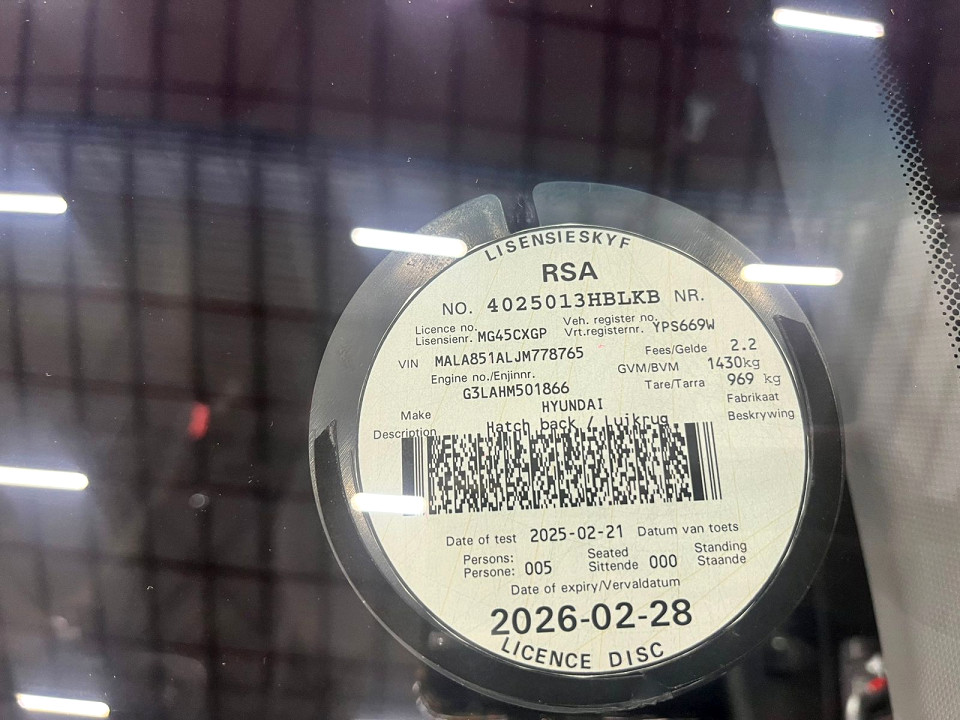 LISENSIESKYF
RSA
NO. 4025013HBLKB NR.
Licence no. Lisensienr. MG45CXGP Veh. register no. Vrt.registernr. YPS669W
VIN MALA851ALJM778765 Fees/Gelde 2.2
Engine no./Enjinnr. GVM/BVM 1430kg
G3LAHM501866 Tare/Tarra 969 kg
Make HYUNDAI Fabrikaat
Description Hatch back / Luikrug Beskrywing
Date of test 2025-02-21 Datum van toets
Persons: Persone: 005 Seated Sittende 000 Standing Staande
Date of expiry/Vervaldatum
2026-02-28
LICENCE DISC